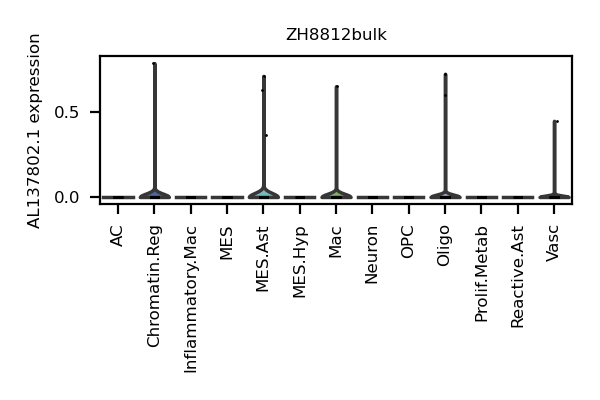 ZH8812bulk
AL137802.1 expression
0.5
0.0
AC
Chromatin.Reg
Inflammatory.Mac
MES
MES.Ast
MES.Hyp
Mac
Neuron
OPC
Oligo
Prolif.Metab
Reactive.Ast
Vasc